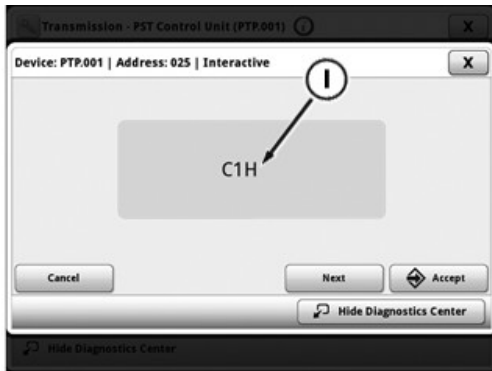 Transmission - PST Control Unit (PTP.001) i X
Device: PTP.001 | Address: 025 | Interactive X
I
C1H
Cancel Next Accept
Hide Diagnostics Center
Hide Diagnostics Center